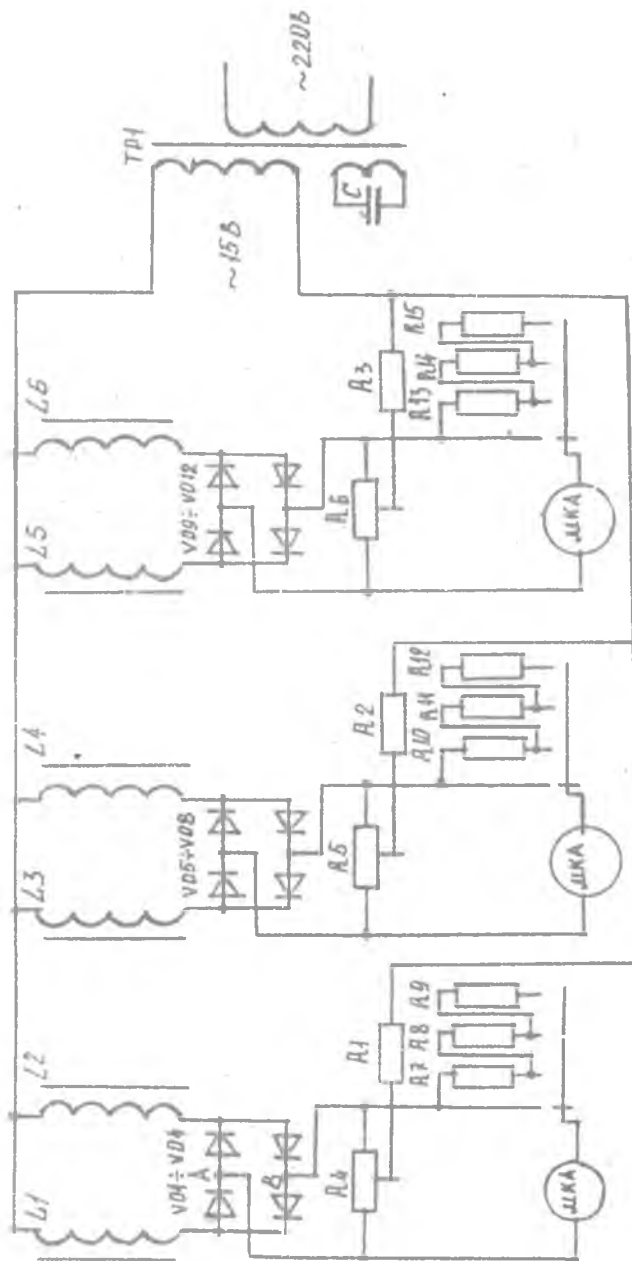 L1
L2
L3
L4
L5
L6
ТР1
~15В
~220В
С
VD1÷VD4
А
В
VD5÷VD8
VD9÷VD12
R4
R1
R7
R8
R9
R5
R2
R10
R11
R12
R6
R3
R13
R14
R15
МКА
МКА
МКА